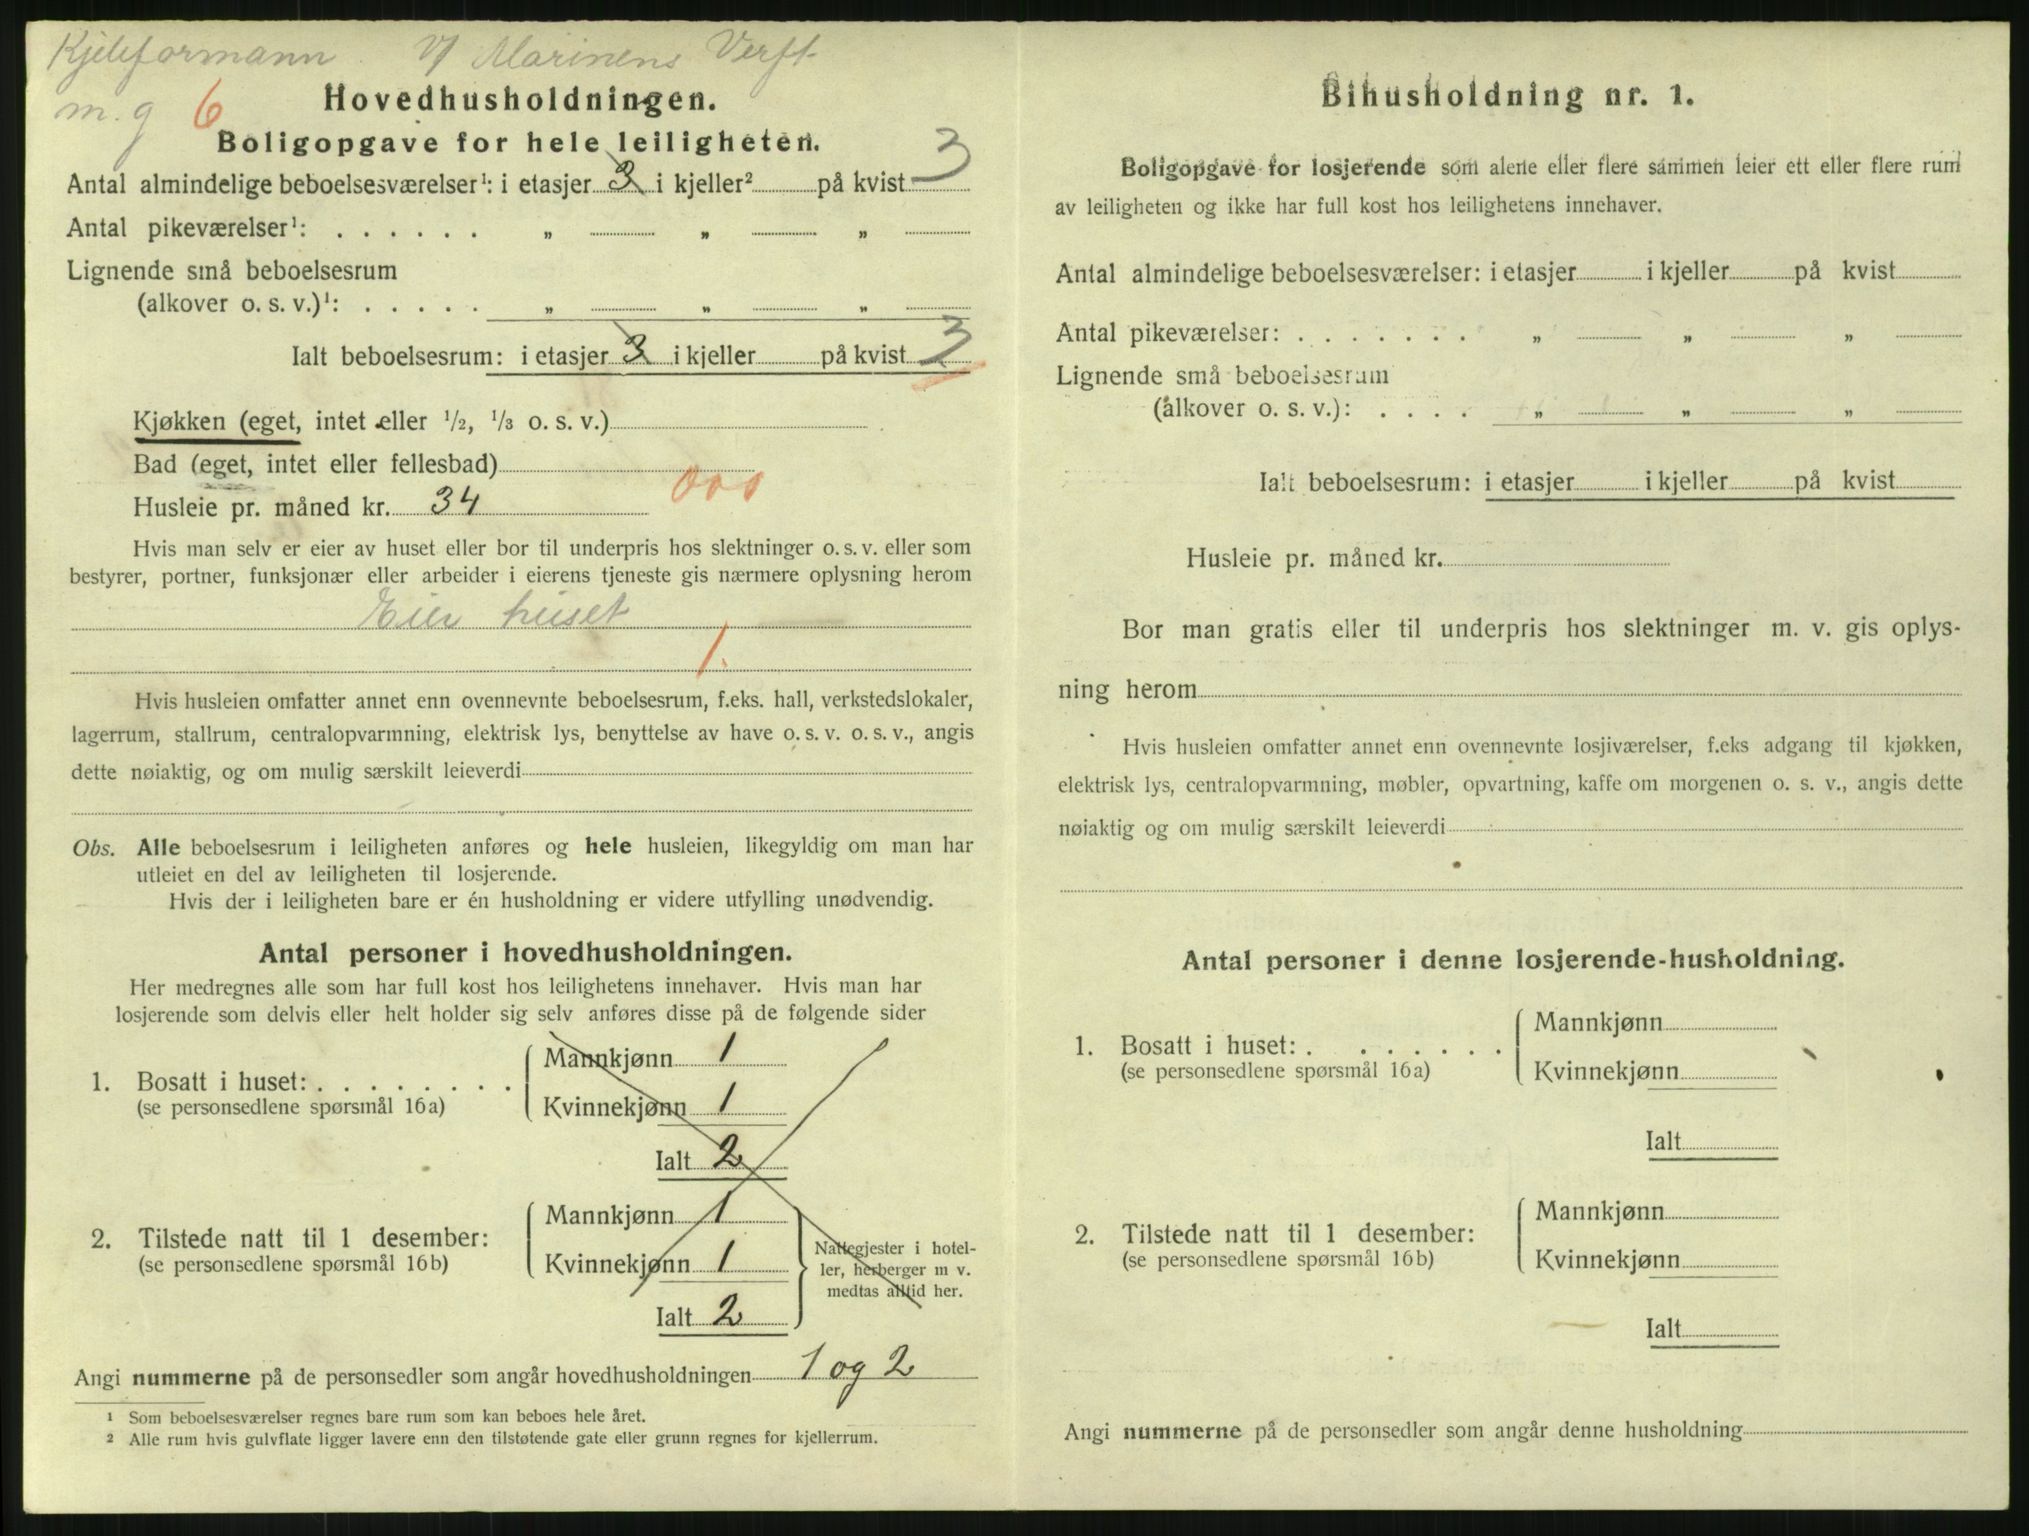 Kjeleformann V/ Marinens Verft
m. g 6
Hovedhusholdningen.
Boligopgave for hele leiligheten.
Antal almindelige beboelsesværelser¹: i etasjer 3 i kjeller² på kvist 3
Antal pikeværelser¹: . . . . . . „ „ „
Lignende små beboelsesrum
(alkover o. s. v.)¹: . . . . . „ „ „
Ialt beboelsesrum: i etasjer 3 i kjeller på kvist 3
Kjøkken (eget, intet eller ¹/₂, ¹/₃ o. s. v.)
Bad (eget, intet eller fellesbad)
000
Husleie pr. måned kr. 34
Hvis man selv er eier av huset eller bor til underpris hos slektninger o. s. v. eller som
bestyrer, portner, funksjonær eller arbeider i eierens tjeneste gis nærmere oplysning herom
Eier huset
1.
Hvis husleien omfatter annet enn ovennevnte beboelsesrum, f.eks. hall, verkstedslokaler,
lagerrum, stallrum, centralopvarmning, elektrisk lys, benyttelse av have o. s. v. o. s. v., angis
dette nøiaktig, og om mulig særskilt leieverdi
Obs. Alle beboelsesrum i leiligheten anføres og hele husleien, likegyldig om man har
utleiet en del av leiligheten til losjerende.
Hvis der i leiligheten bare er én husholdning er videre utfylling unødvendig.
Antal personer i hovedhusholdningen.
Her medregnes alle som har full kost hos leilighetens innehaver. Hvis man har
losjerende som delvis eller helt holder sig selv anføres disse på de følgende sider
Mannkjønn 1
1. Bosatt i huset: . . . . . . . .
(se personsedlene spørsmål 16a)
Kvinnekjønn 1
Ialt 2
Mannkjønn 1
2. Tilstede natt til 1 desember:
(se personsedlene spørsmål 16b)
Kvinnekjønn 1
Nattegjester i hotel-
ler, herberger m v.
medtas alltid her.
Ialt 2
Angi nummerne på de personsedler som angår hovedhusholdningen 1 og 2
¹ Som beboelsesværelser regnes bare rum som kan beboes hele året.
² Alle rum hvis gulvflate ligger lavere enn den tilstøtende gate eller grunn regnes for kjellerrum.
Bihusholdning nr. 1.
Boligopgave for losjerende som alene eller flere sammen leier ett eller flere rum
av leiligheten og ikke har full kost hos leilighetens innehaver.
Antal almindelige beboelsesværelser: i etasjer i kjeller på kvist
Antal pikeværelser: . . . . . . . „ „ „
Lignende små beboelsesrum
(alkover o. s. v.): . . . . „ „ „
Ialt beboelsesrum: i etasjer i kjeller på kvist
Husleie pr. måned kr.
Bor man gratis eller til underpris hos slektninger m. v. gis oplys-
ning herom
Hvis husleien omfatter annet enn ovennevnte losjiværelser, f.eks adgang til kjøkken,
elektrisk lys, centralopvarmning, møbler, opvartning, kaffe om morgenen o. s. v., angis dette
nøiaktig og om mulig særskilt leieverdi
Antal personer i denne losjerende-husholdning.
Mannkjønn
1. Bosatt i huset: . . . . . . .
(se personsedlene spørsmål 16a)
Kvinnekjønn
Ialt
Mannkjønn
2. Tilstede natt til 1 desember:
(se personsedlene spørsmål 16b)
Kvinnekjønn
Ialt
Angi nummerne på de personsedler som angår denne husholdning